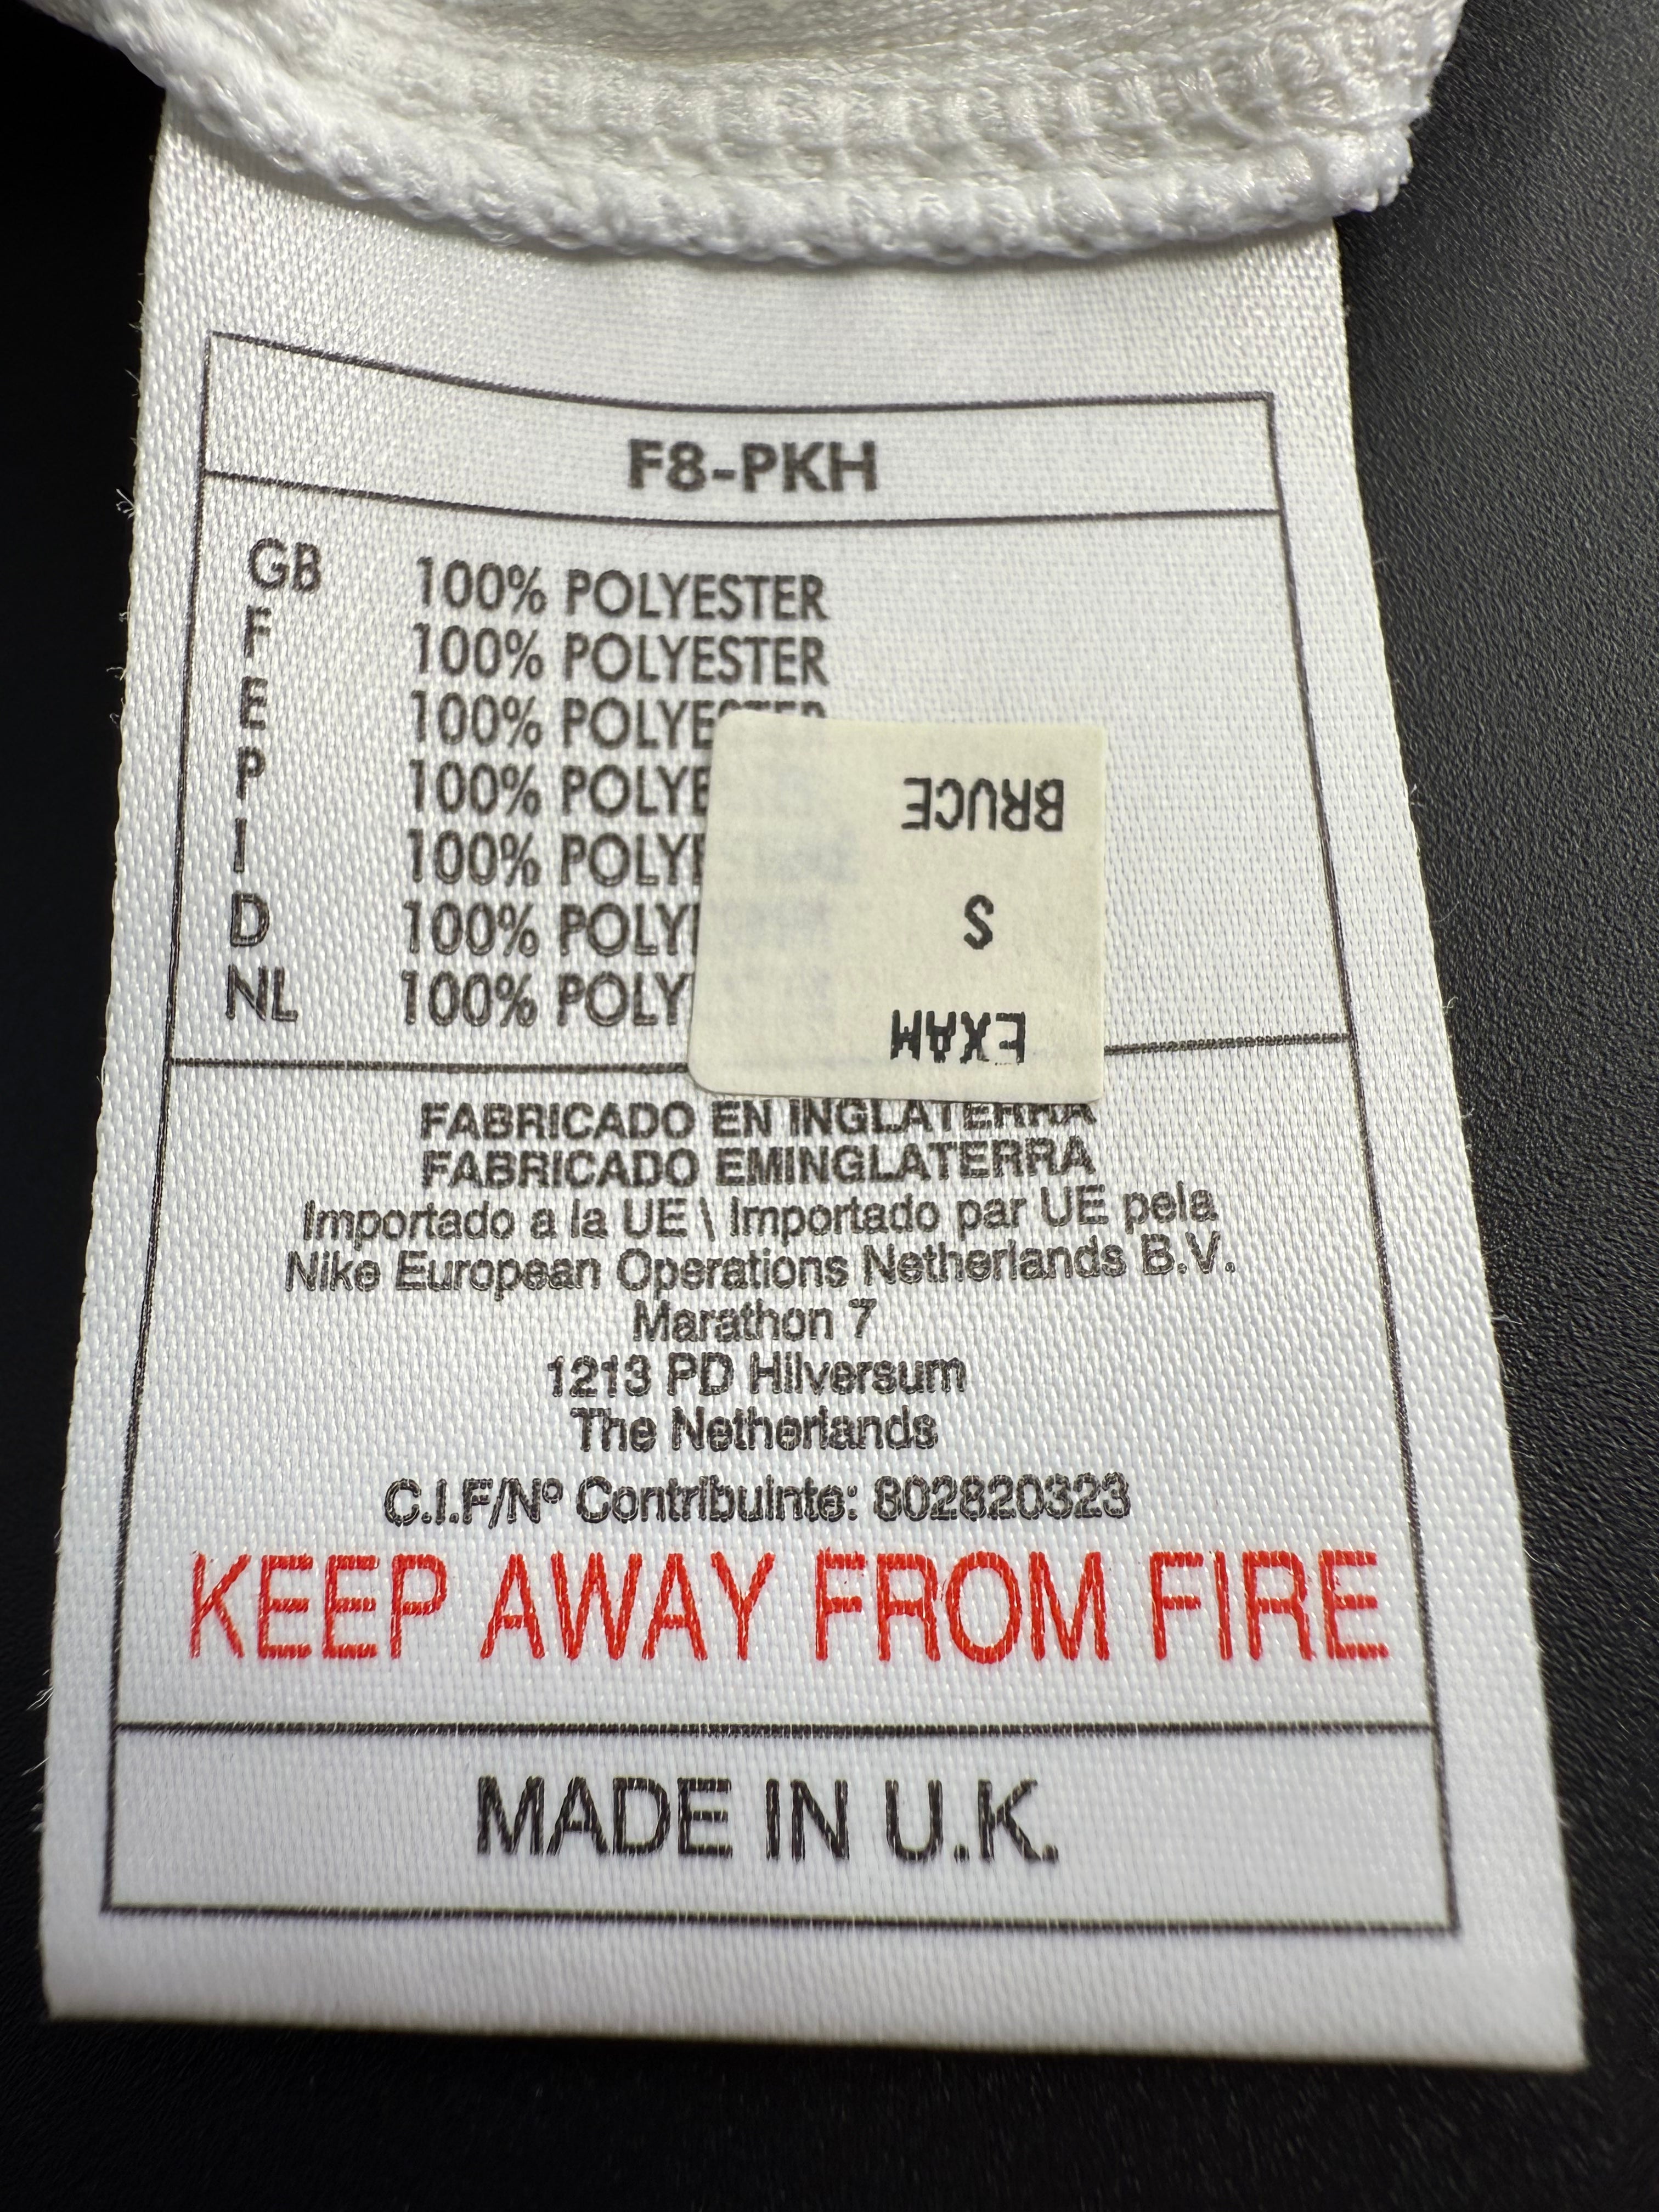 F8-PKH
GB 100% POLYESTER
F 100% POLYESTER
E 100% POLYESTER
P 100% POLYE
I 100% POLYE
D 100% POLY
NL 100% POLY
EXAM
S
BRUCE
FABRICADO EN INGLATERRA
FABRICADO EMINGLATERRA
Importado a la UE \ Importado par UE pela
Nike European Operations Netherlands B.V.
Marathon 7
1213 PD Hilversum
The Netherlands
C.I.F/Nº Contribuinte: 802820323
KEEP AWAY FROM FIRE
MADE IN U.K.